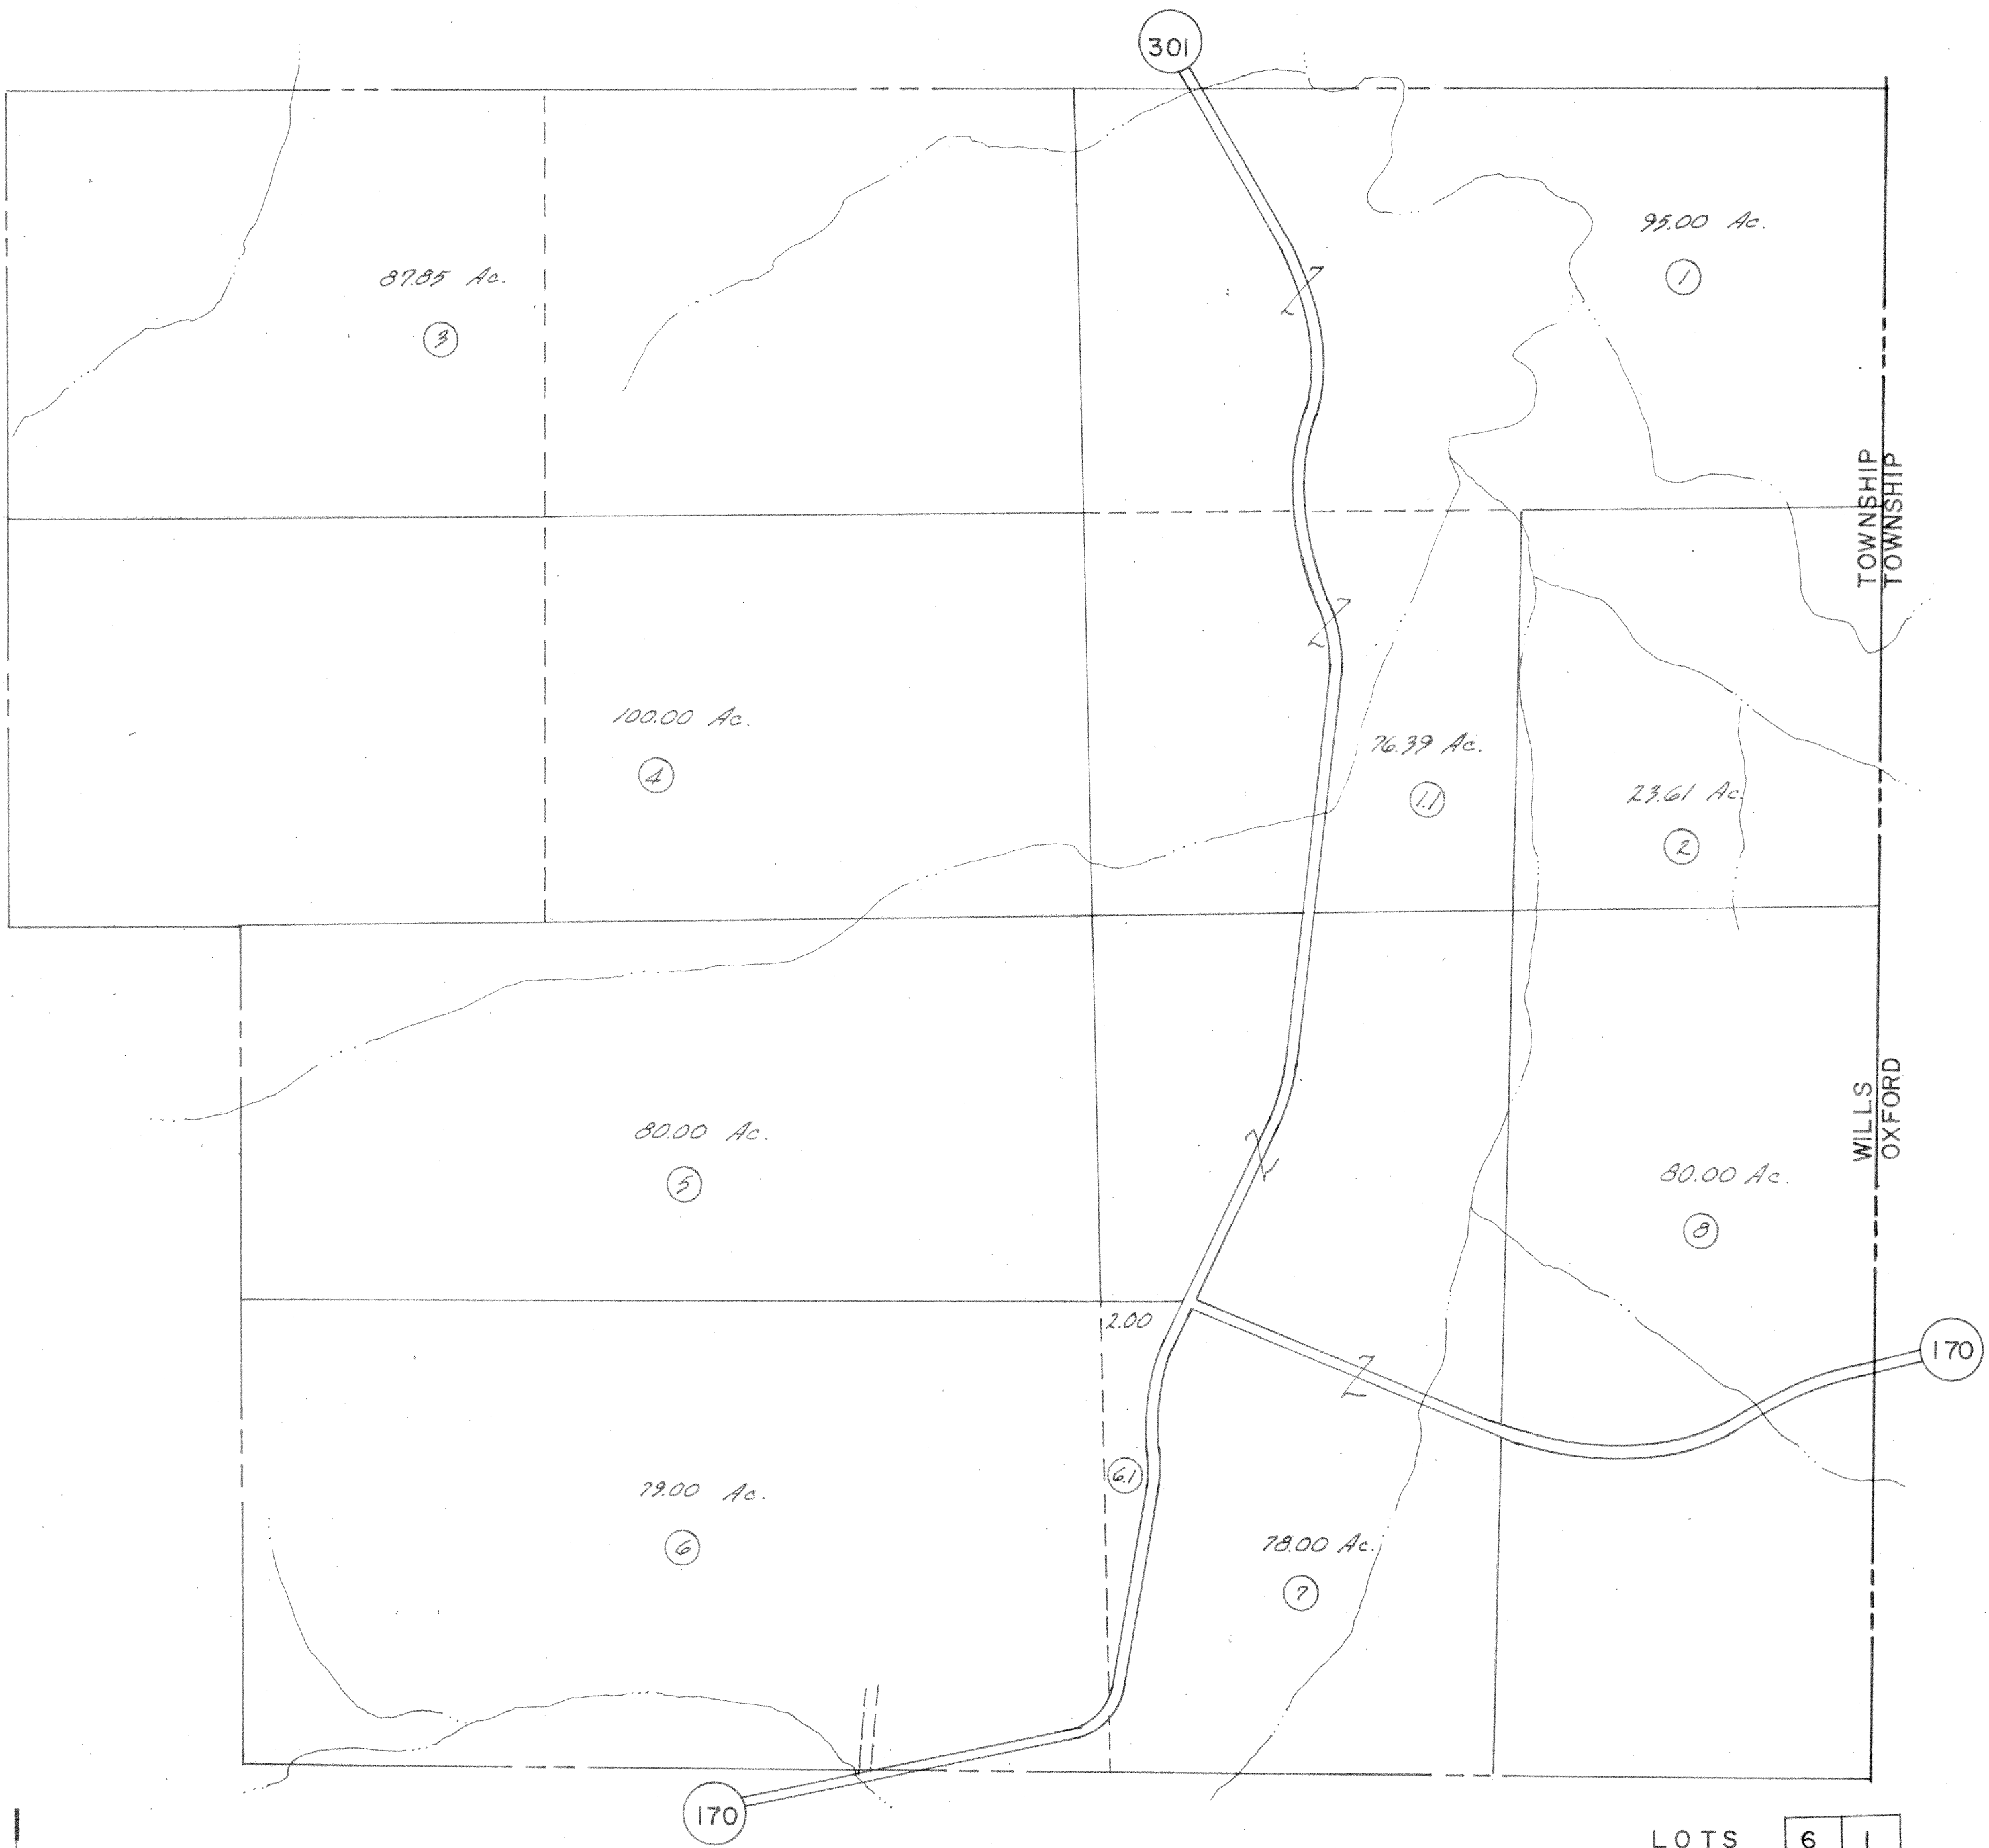 301
95.00 Ac.
1
87.85 Ac.
3
TOWNSHIP
TOWNSHIP
100.00 Ac.
4
76.39 Ac.
1.1
23.61 Ac.
2
WILLS
OXFORD
80.00 Ac.
5
80.00 Ac.
8
2.00
170
6.1
79.00 Ac.
6
78.00 Ac.
7
170
LOTS 6 1